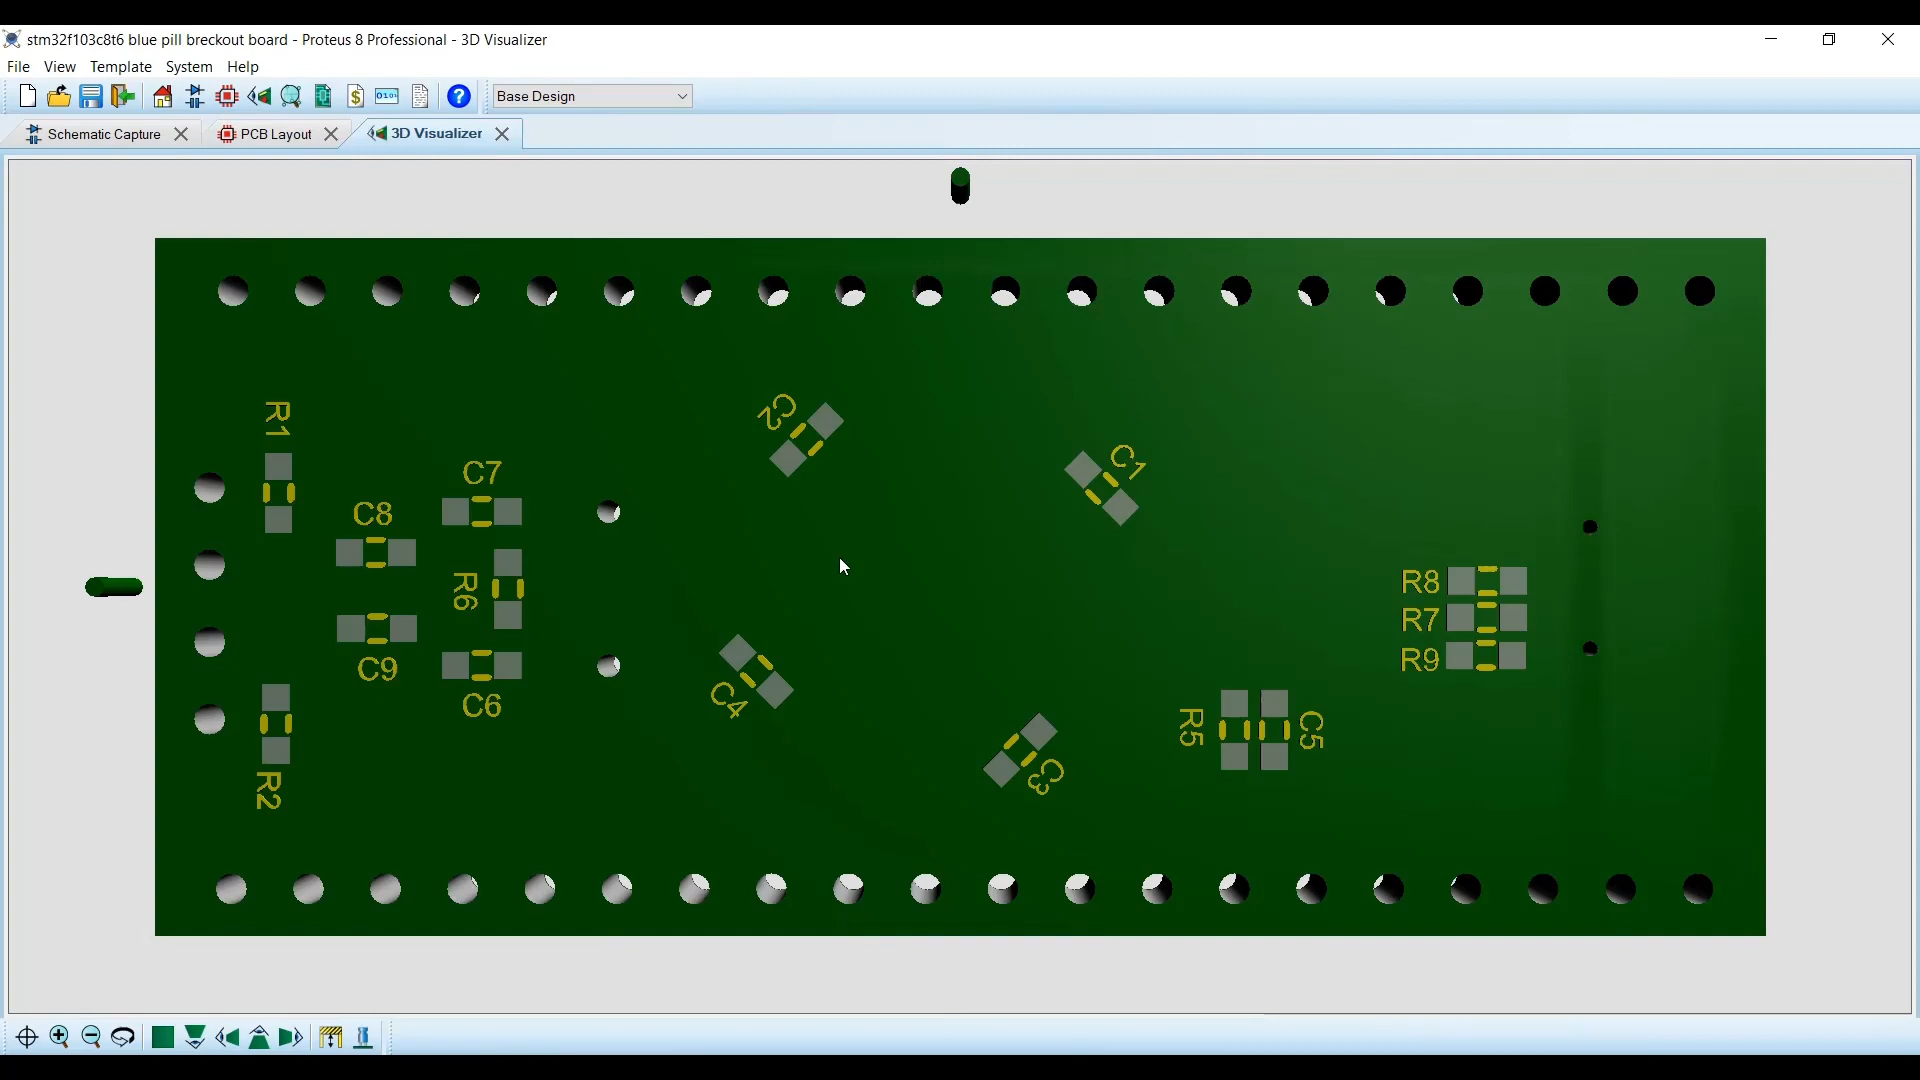 stm32f103c8t6 blue pill breckout board - Proteus 8 Professional - 3D Visualizer
File View Template System Help
Base Design
Schematic Capture PCB Layout 3D Visualizer
R1
C2
C1
C7
C8
R6
R8
R7
R9
C9
C6
C4
R5
C5
R2
C3